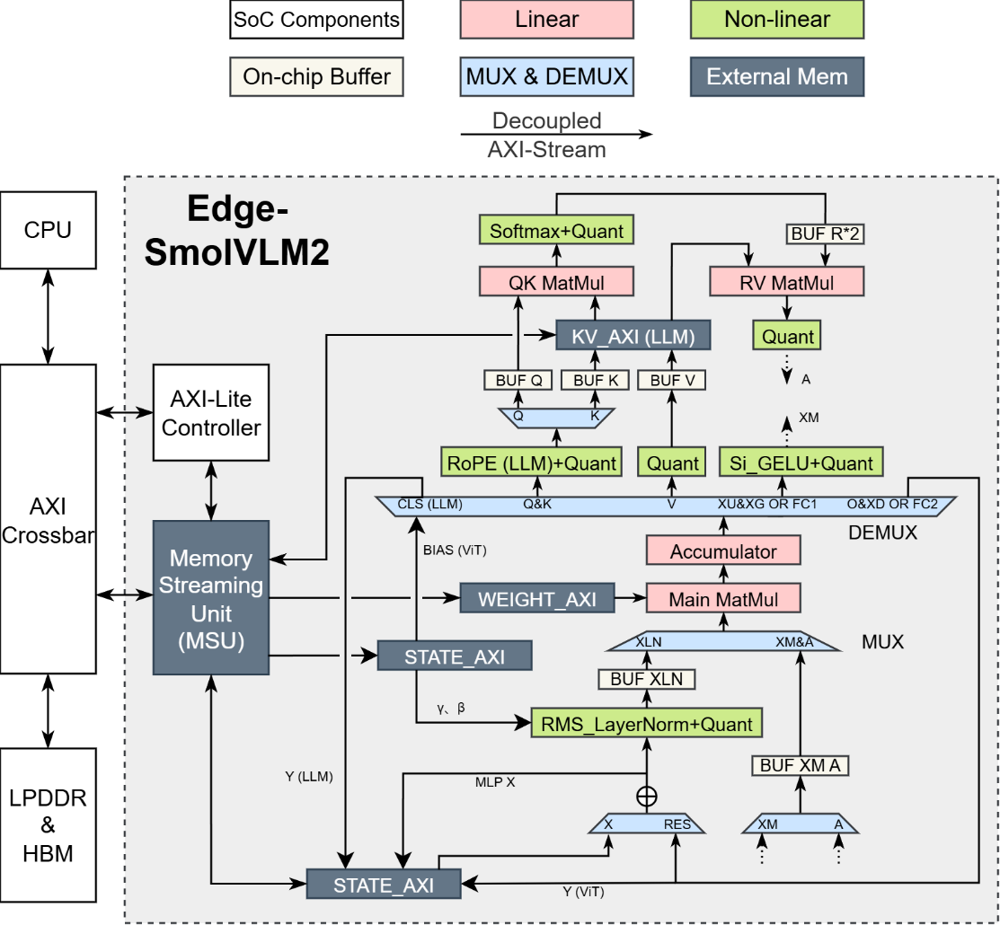 SoC Components
Linear
Non-linear
On-chip Buffer
MUX & DEMUX
External Mem
Decoupled
AXI-Stream
Edge-
SmolVLM2
CPU
Softmax+Quant
BUF R*2
QK MatMul
RV MatMul
KV_AXI (LLM)
Quant
AXI-Lite
Controller
BUF Q
BUF K
BUF V
A
Q
K
XM
RoPE (LLM)+Quant
Quant
Si_GELU+Quant
AXI
Crossbar
CLS (LLM)
Q&K
V
XU&XG OR FC1
O&XD OR FC2
DEMUX
Memory
Streaming
Unit
(MSU)
BIAS (ViT)
Accumulator
WEIGHT_AXI
Main MatMul
XLN
XM&A
MUX
STATE_AXI
BUF XLN
γ、β
RMS_LayerNorm+Quant
BUF XM A
Y (LLM)
MLP X
LPDDR
&
HBM
X
RES
XM
A
STATE_AXI
Y (ViT)